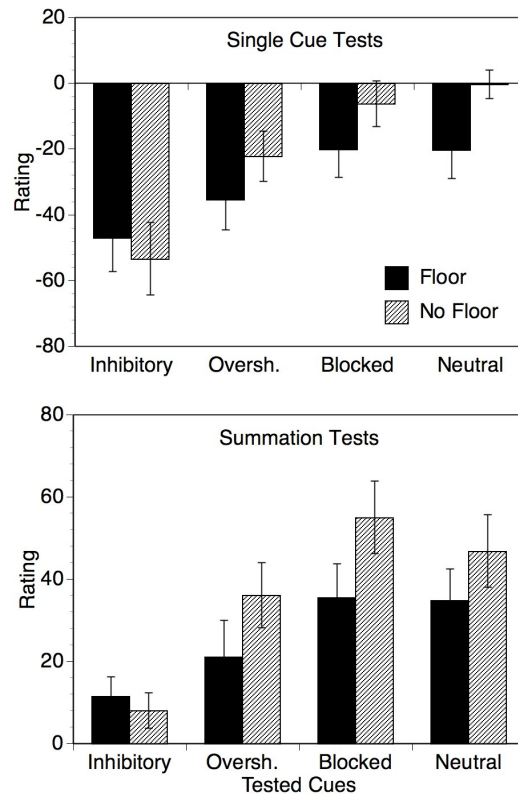 20
Single Cue Tests
0
-20
Rating
-40
Floor
-60
No Floor
-80
Inhibitory Oversh. Blocked Neutral
80
Summation Tests
60
Rating
40
20
0
Inhibitory Oversh. Blocked Neutral
Tested Cues